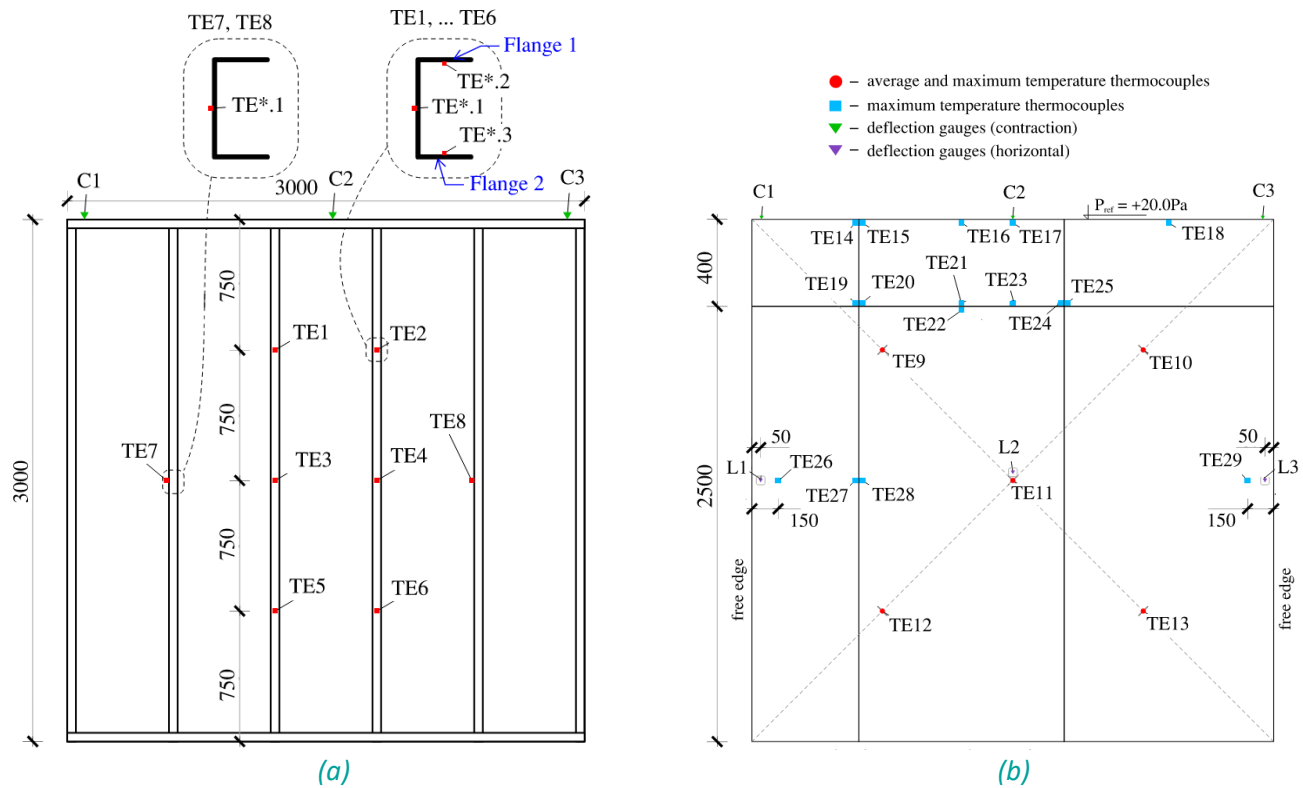 TE7, TE8
TE*.1
TE1, ... TE6
Flange 1
TE*.2
TE*.1
TE*.3
Flange 2
3000
C1
C2
C3
750
TE1
TE2
750
TE7
TE3
TE4
TE8
3000
750
TE5
TE6
750
(a)
– average and maximum temperature thermocouples
– maximum temperature thermocouples
– deflection gauges (contraction)
– deflection gauges (horizontal)
C1
C2
C3
Pref = +20.0Pa
TE14
TE15
TE16
TE17
TE18
400
TE19
TE20
TE21
TE23
TE25
TE22
TE24
TE9
TE10
50
50
L1
TE26
L2
TE29
L3
2500
TE27
TE28
TE11
150
150
free edge
TE12
TE13
free edge
(b)